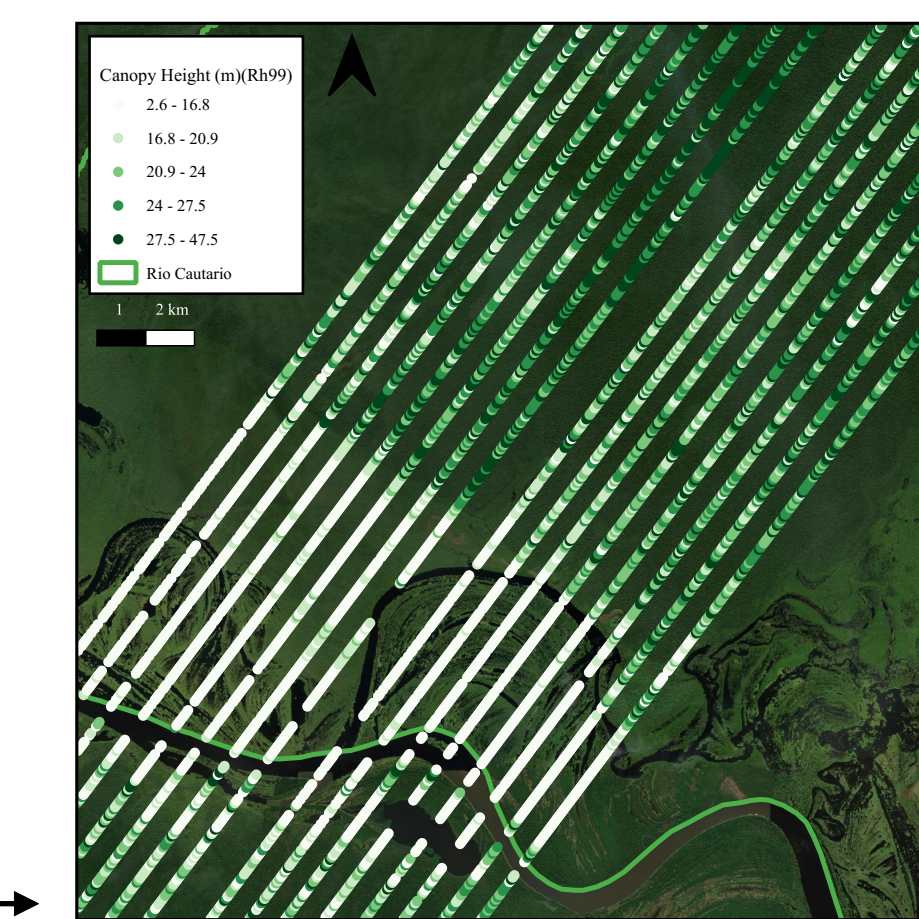 Canopy Height (m)(Rh99)
2.6 - 16.8
16.8 - 20.9
20.9 - 24
24 - 27.5
27.5 - 47.5
Rio Cautario
1 2 km